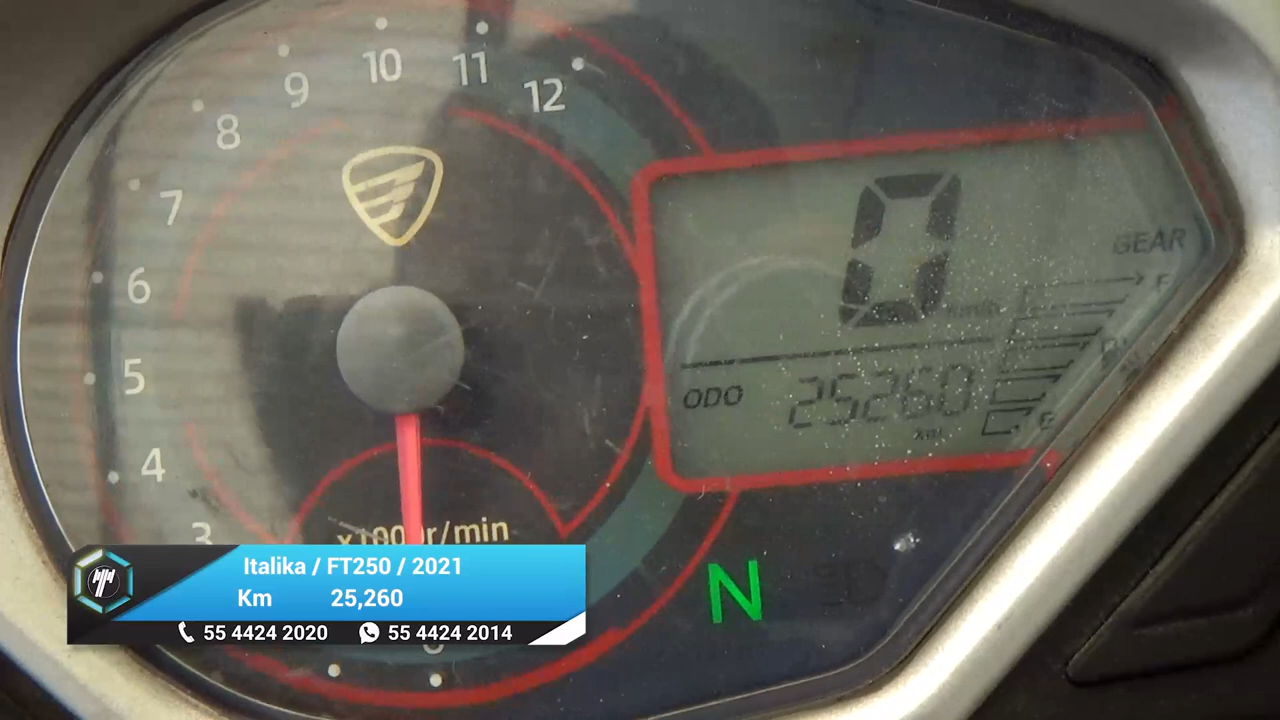 10
11
9
12
8
7
GEAR
6
F
km/h
5
ODO 25260
km
E
4
3
x1000r/min
Italika / FT250 / 2021
Km 25,260
N
55 4424 2020 55 4424 2014
0